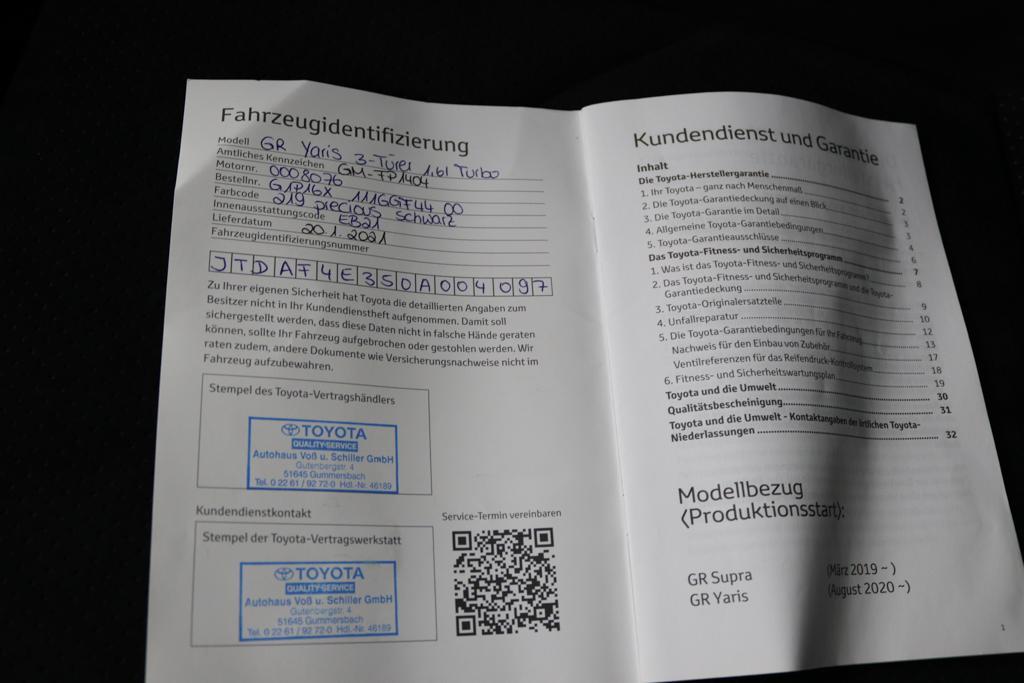 Fahrzeugidentifizierung
Modell GR Yaris 3-Türer 1.6l Turbo
Amtliches Kennzeichen GM-TP1404
Motornr. 0008076
Bestellnr. G1P16X 111GGF44 00
Farbcode 219 precious schwarz
Innenausstattungscode EB21
Lieferdatum 20.1.2021
Fahrzeugidentifizierungsnummer
JTDAF4E350A004097
Zu Ihrer eigenen Sicherheit hat Toyota die detaillierten Angaben zum
Besitzer nicht in Ihr Kundendienstheft aufgenommen. Damit soll
sichergestellt werden, dass diese Daten nicht in falsche Hände geraten
können, sollte Ihr Fahrzeug aufgebrochen oder gestohlen werden. Wir
raten zudem, andere Dokumente wie Versicherungsnachweise nicht im
Fahrzeug aufzubewahren.
Stempel des Toyota-Vertragshändlers
TOYOTA
QUALITY-SERVICE
Autohaus Voß u. Schiller GmbH
Gutenbergstr. 4
51645 Gummersbach
Tel. 0 22 61 / 92 72-0 Hdl.-Nr. 46189
Kundendienstkontakt
Stempel der Toyota-Vertragswerkstatt
TOYOTA
QUALITY-SERVICE
Autohaus Voß u. Schiller GmbH
Gutenbergstr. 4
51645 Gummersbach
Tel. 0 22 61 / 92 72-0 Hdl.-Nr. 46189
Service-Termin vereinbaren
Kundendienst und Garantie
Inhalt
Die Toyota-Herstellergarantie 2
1. Ihr Toyota – ganz nach Menschenmaß 2
2. Die Toyota-Garantiedeckung auf einen Blick 3
3. Die Toyota-Garantie im Detail 3
4. Allgemeine Toyota-Garantiebedingungen 4
5. Toyota-Garantieausschlüsse 6
Das Toyota-Fitness- und Sicherheitsprogramm 7
1. Was ist das Toyota-Fitness- und Sicherheitsprogramm? 8
2. Das Toyota-Fitness- und Sicherheitsprogramm und die Toyota-
Garantiedeckung 9
3. Toyota-Originalersatzteile 10
4. Unfallreparatur 12
5. Die Toyota-Garantiebedingungen für Ihr Fahrzeug 13
Nachweis für den Einbau von Zubehör 17
Ventilreferenzen für das Reifendruck-Kontrollsystem 18
6. Fitness- und Sicherheitswartungsplan 19
Toyota und die Umwelt 30
Qualitätsbescheinigung 31
Toyota und die Umwelt - Kontaktangaben der örtlichen Toyota-
Niederlassungen 32
Modellbezug
(Produktionsstart):
GR Supra (März 2019 ~ )
GR Yaris (August 2020 ~)
1